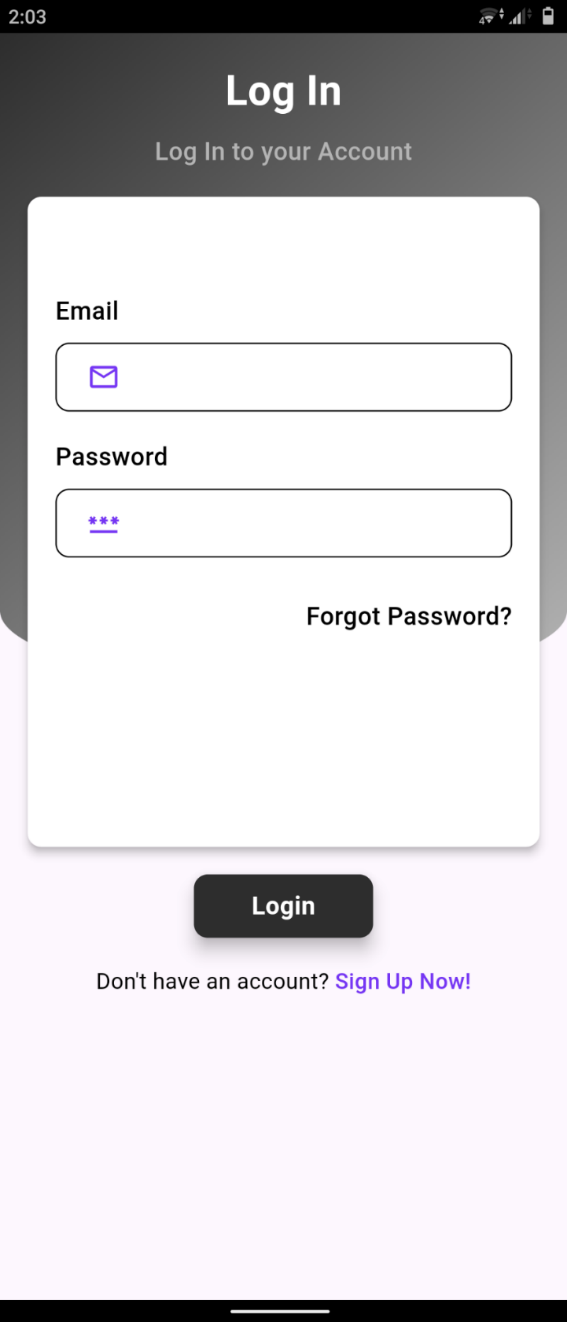 2:03
Log In
Log In to your Account
Email
Password
***
Forgot Password?
Login
Don't have an account? Sign Up Now!